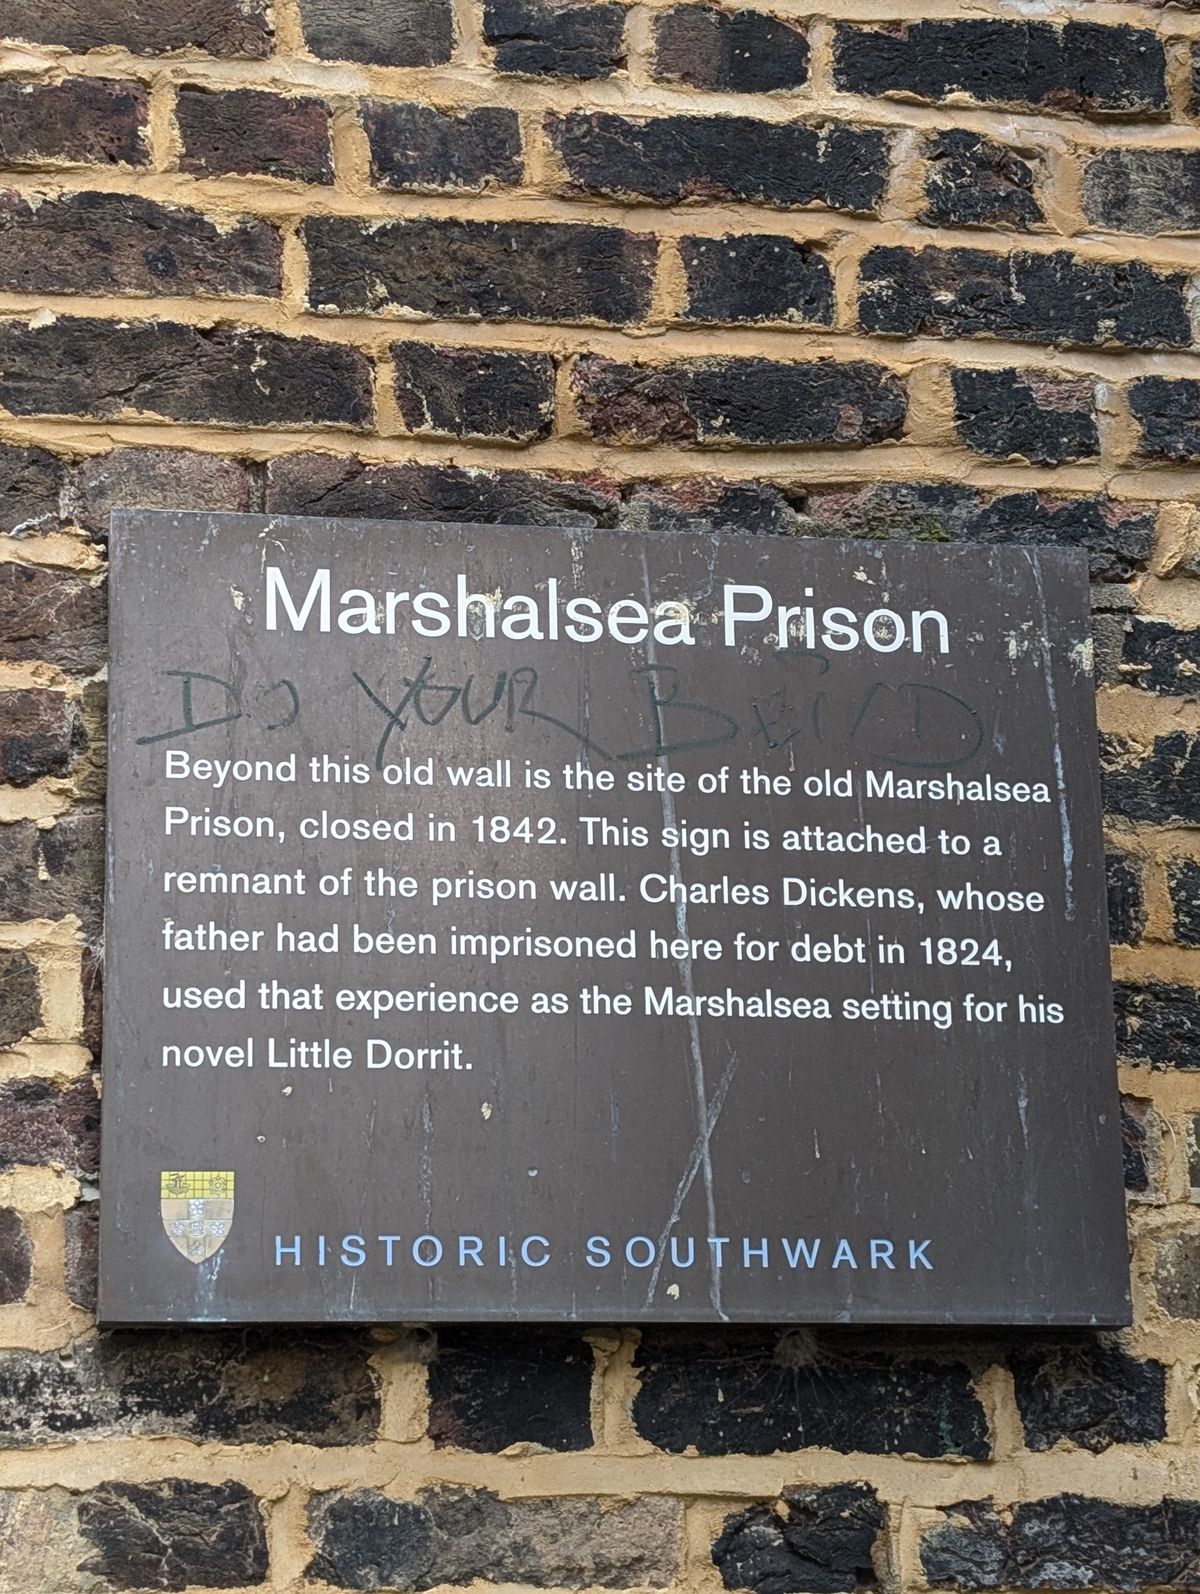 Marshalsea Prison
Do YOUR
Beyond this old wall is the site of the old Marshalsea
Prison, closed in 1842. This sign is attached to a
remnant of the prison wall. Charles Dickens, whose
father had been imprisoned here for debt in 1824,
used that experience as the Marshalsea setting for his
novel Little Dorrit.
HISTORIC SOUTHWARK